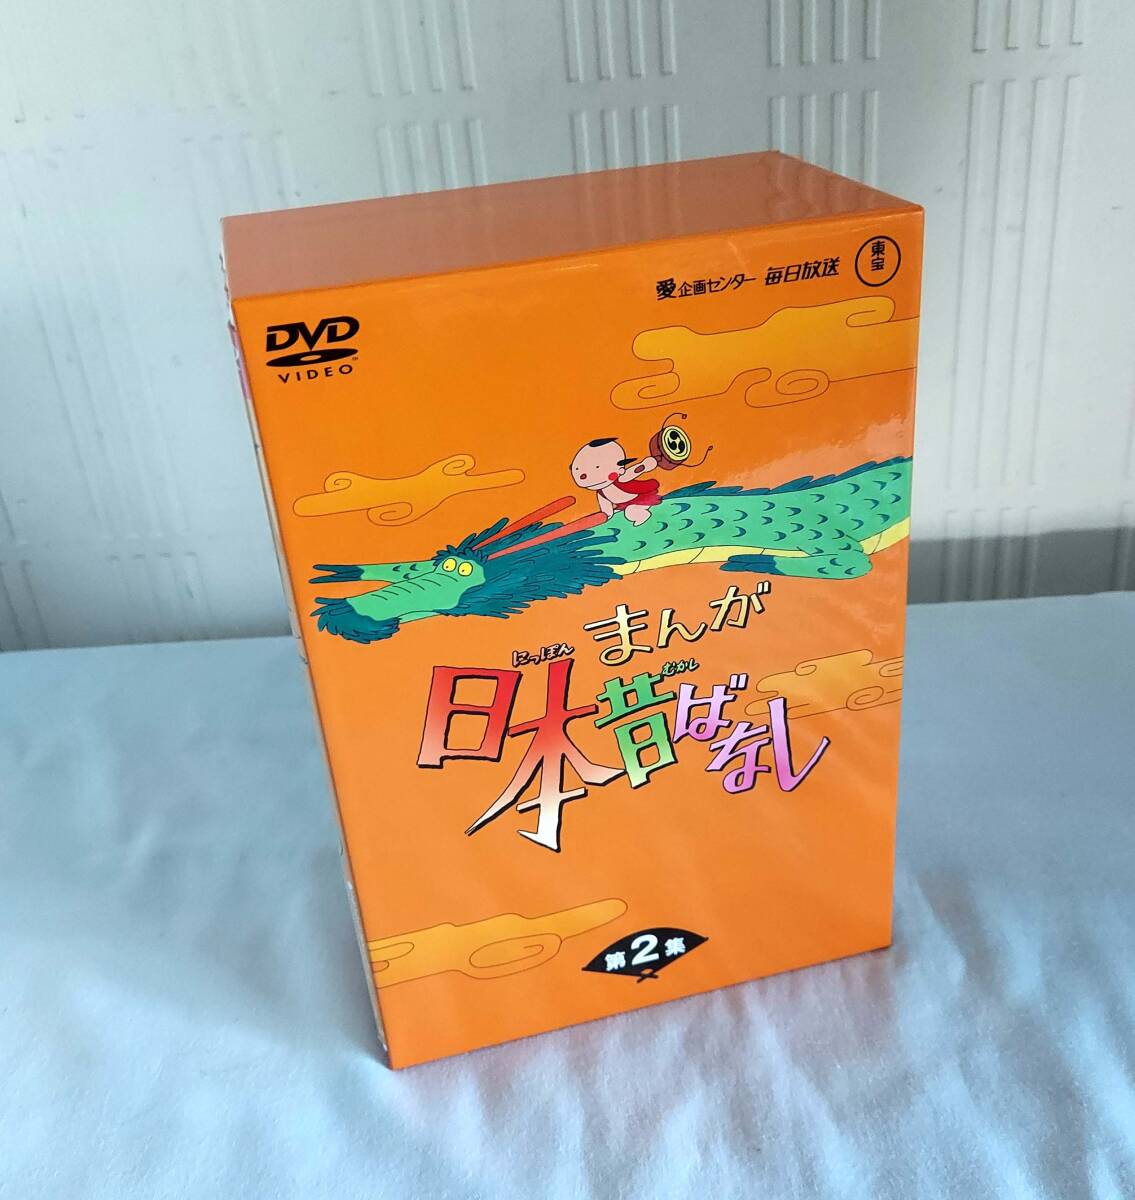 愛企画センター 毎日放送
東宝
DVD
VIDEO
TM
まんが
にっぽん むかし
日本昔ばなし
第2集